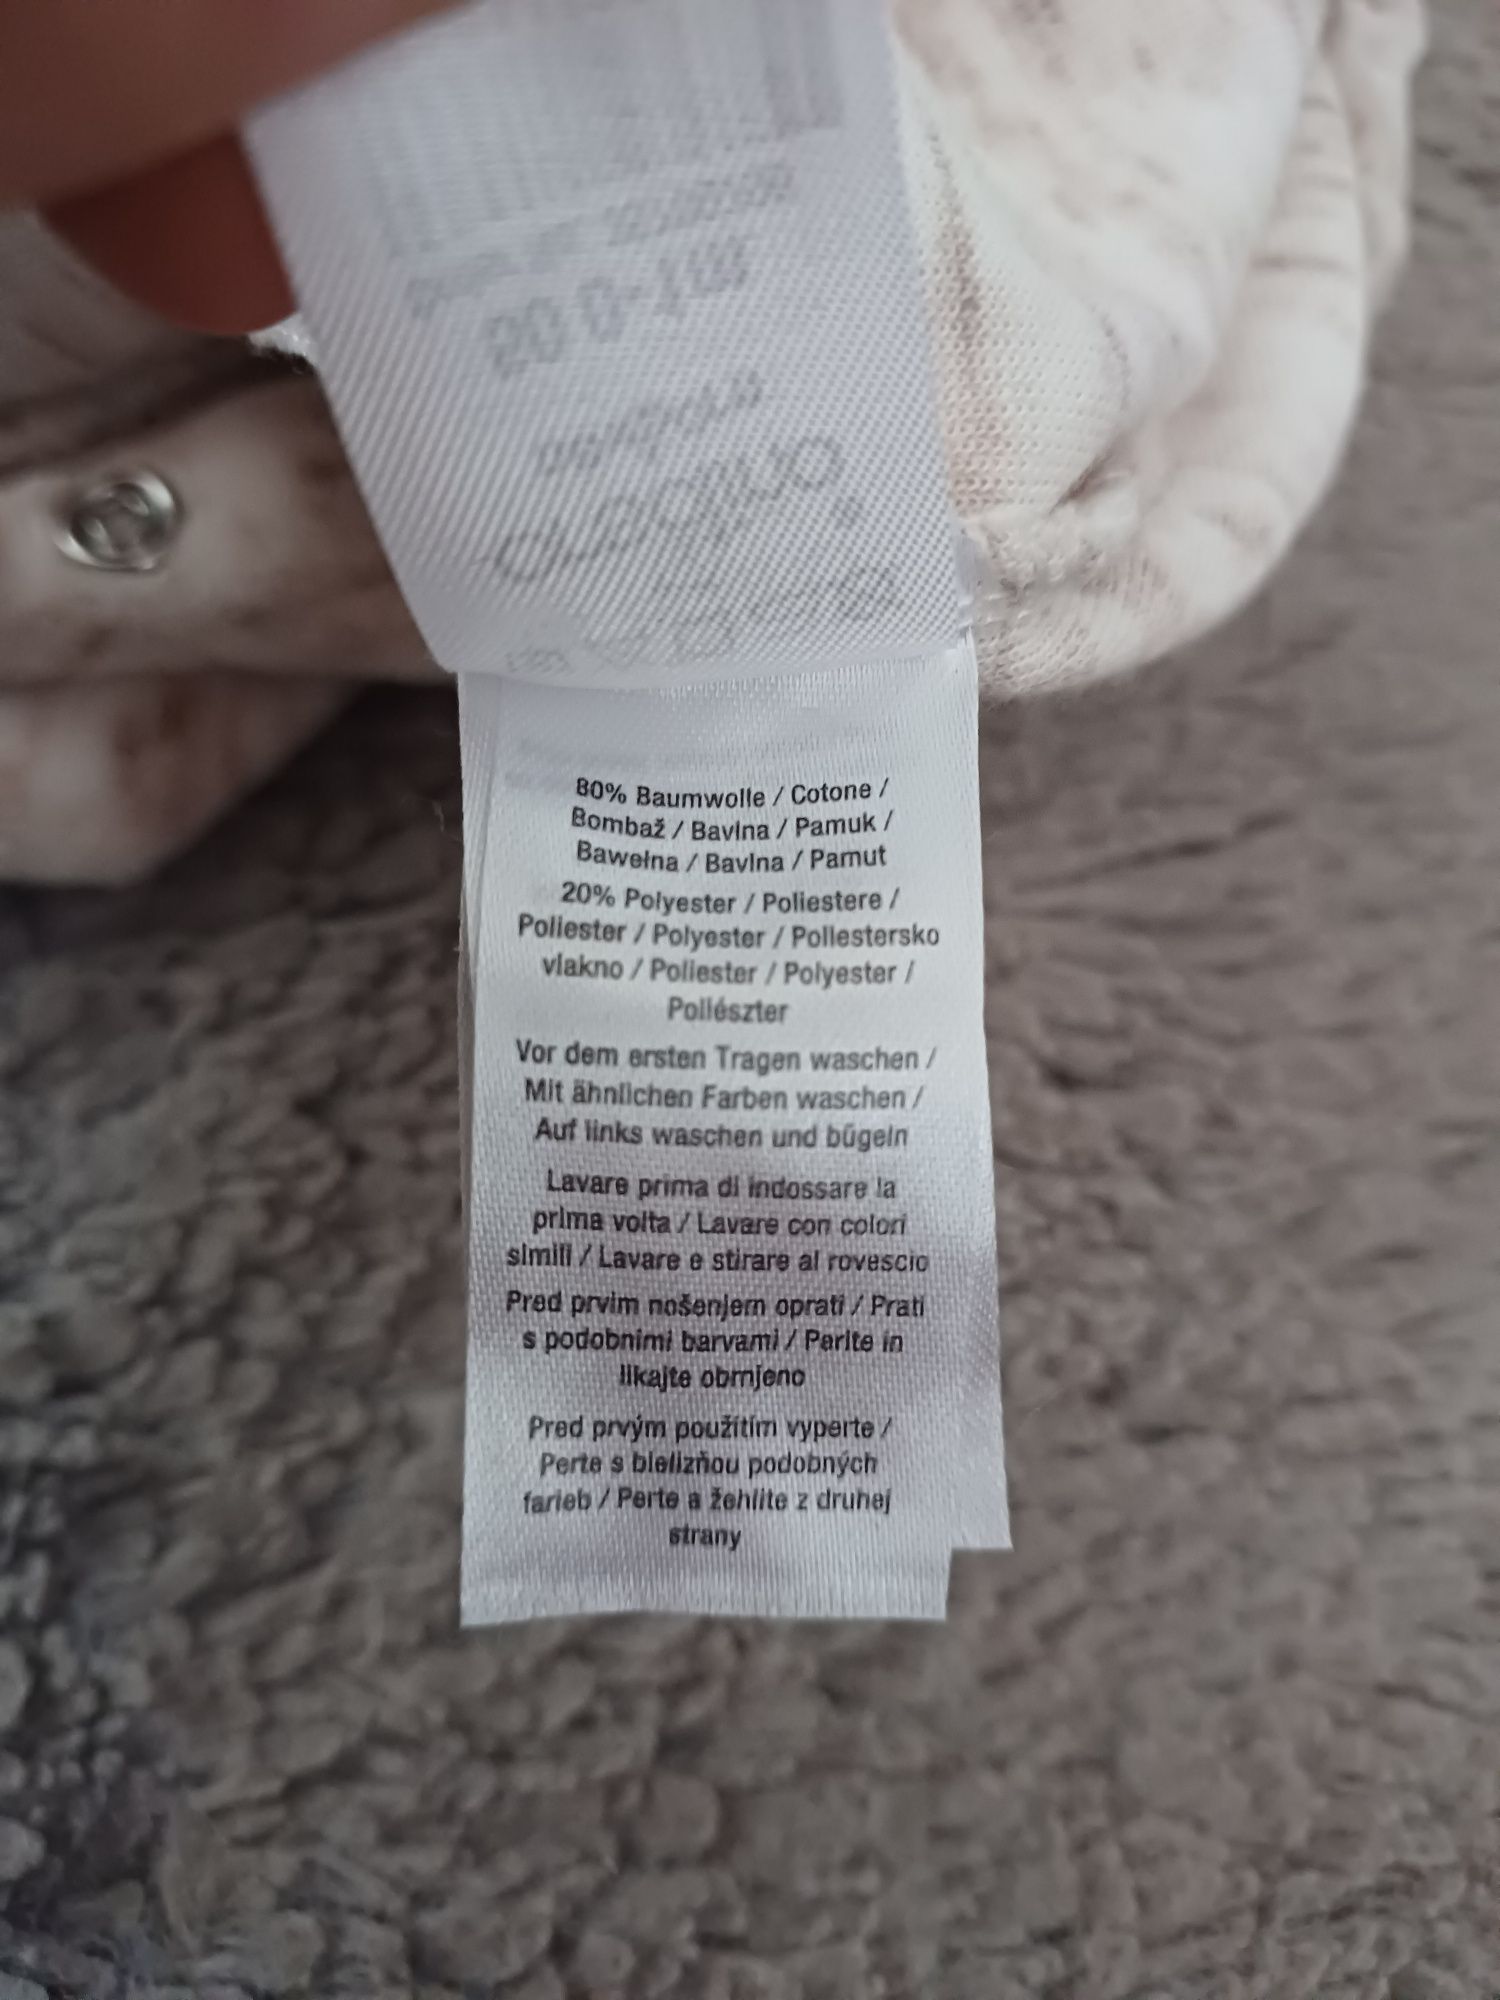 80% Baumwolle / Cotone /
Bombaž / Bavlna / Pamuk /
Bawełna / Bavlna / Pamut
20% Polyester / Poliestere /
Poliester / Polyester / Poliestersko
vlakno / Poliester / Polyester /
Poliészter
Vor dem ersten Tragen waschen /
Mit ähnlichen Farben waschen /
Auf links waschen und bügeln
Lavare prima di indossare la
prima volta / Lavare con colori
simili / Lavare e stirare al rovescio
Pred prvim nošenjem oprati / Prati
s podobnimi barvami / Perite in
likajte obrnjeno
Pred prvým použitím vyperte /
Perte s bielizňou podobných
farieb / Perte a žehlite z druhej
strany